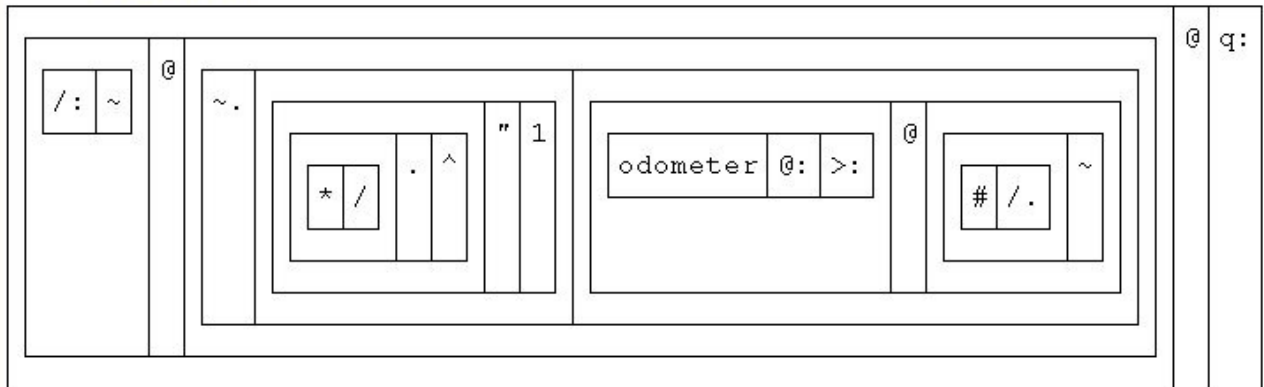 @ q:
@
/: ~ ~. " 1 @
* / . ^ odometer @: >: # /. ~